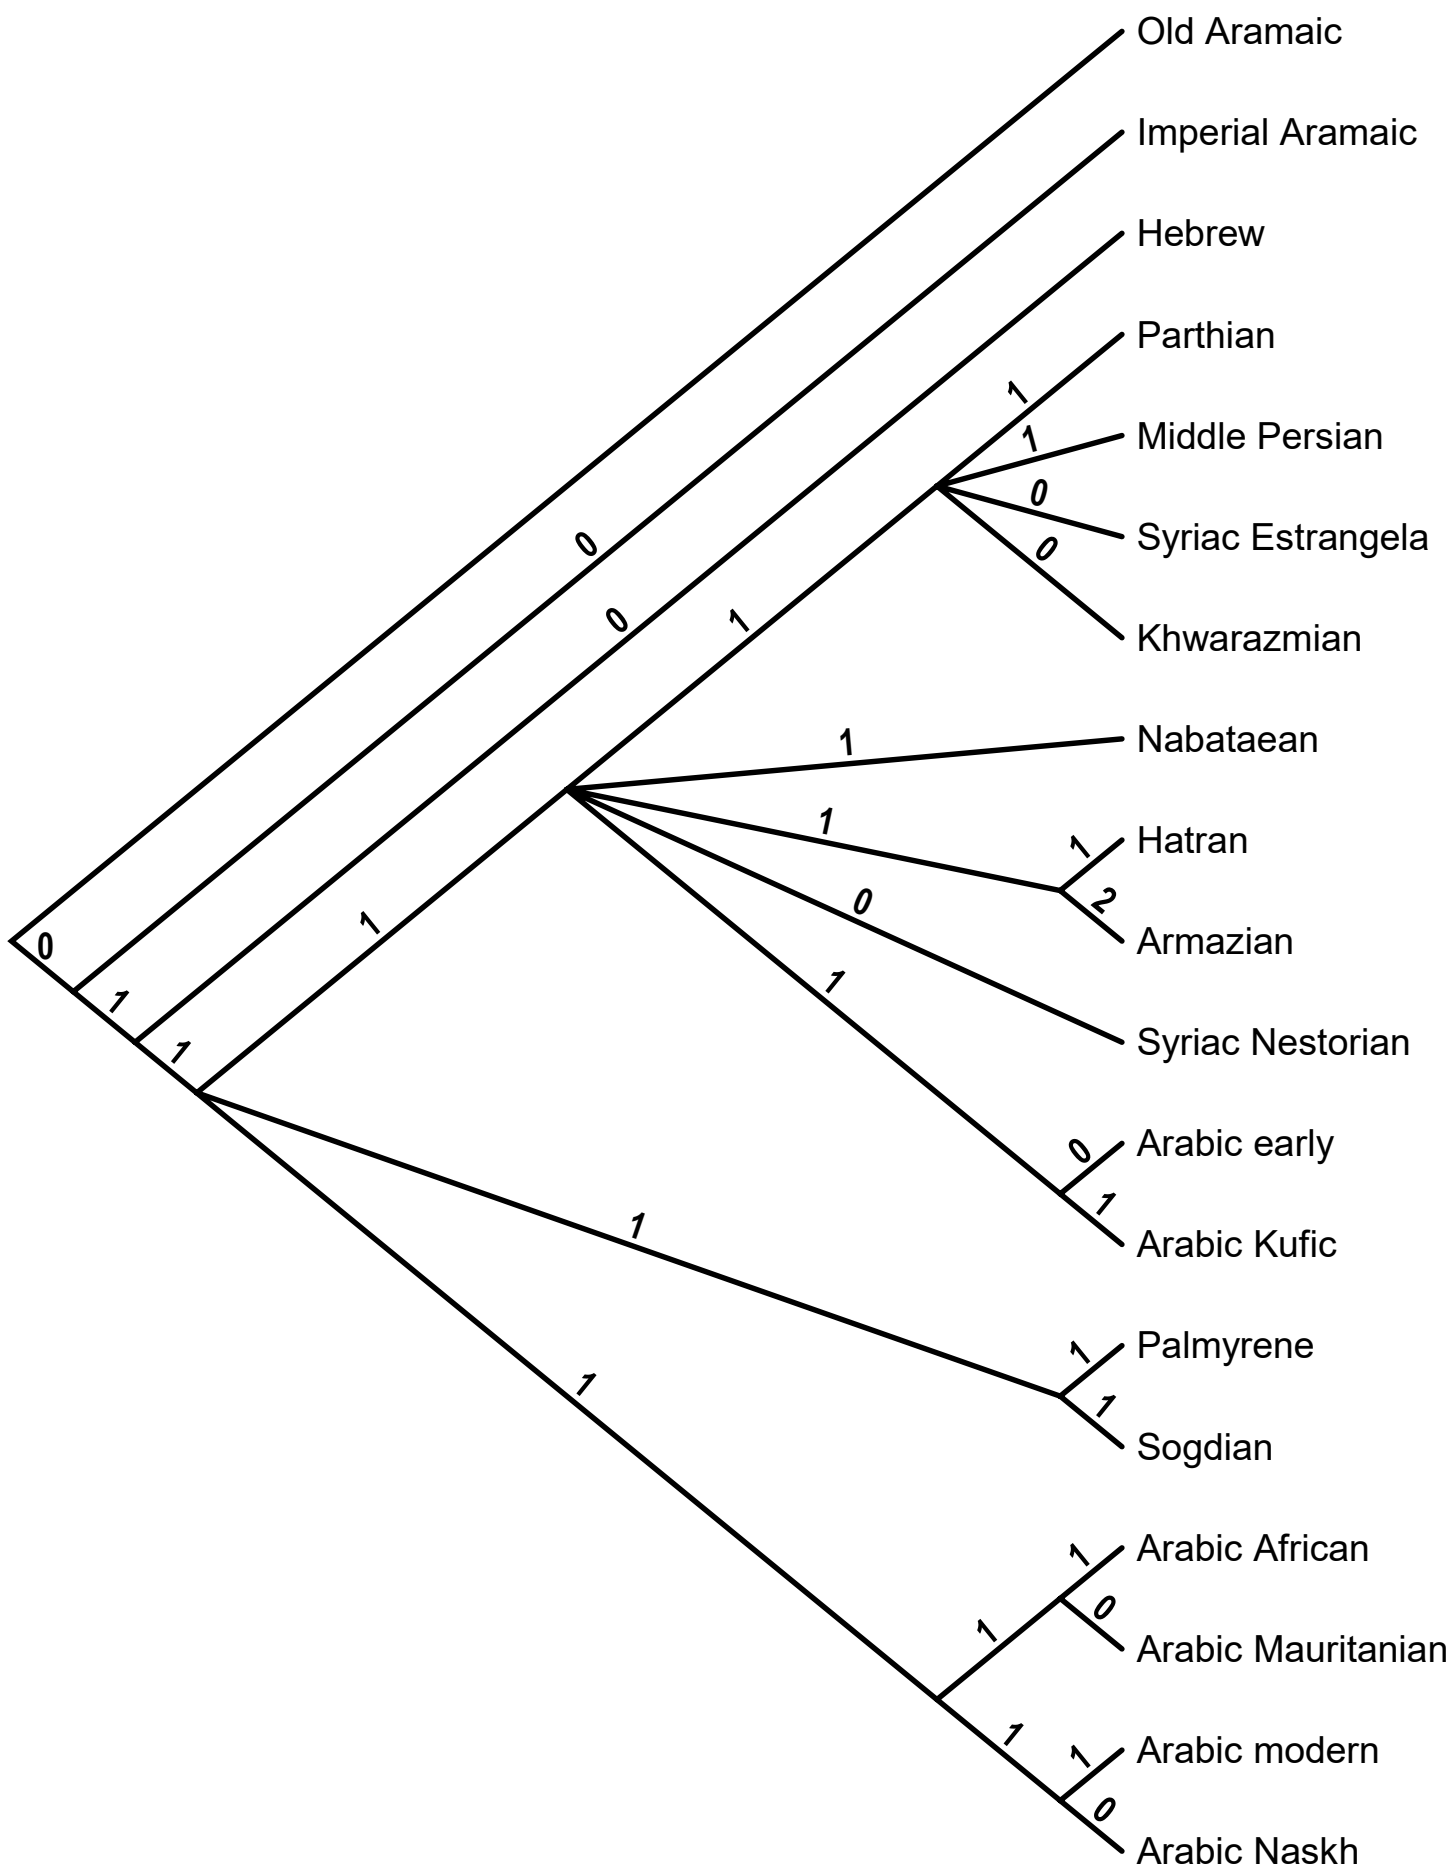 Old Aramaic
Imperial Aramaic
Hebrew
Parthian
1
Middle Persian
1
0
Syriac Estrangela
0
0
Khwarazmian
0
1
Nabataean
1
Hatran
1
1
2
0
Armazian
1
0
1
Syriac Nestorian
1
1
Arabic early
0
1
Arabic Kufic
1
Palmyrene
1
1
1
Sogdian
Arabic African
1
0
1
Arabic Mauritanian
1
Arabic modern
1
0
Arabic Naskh